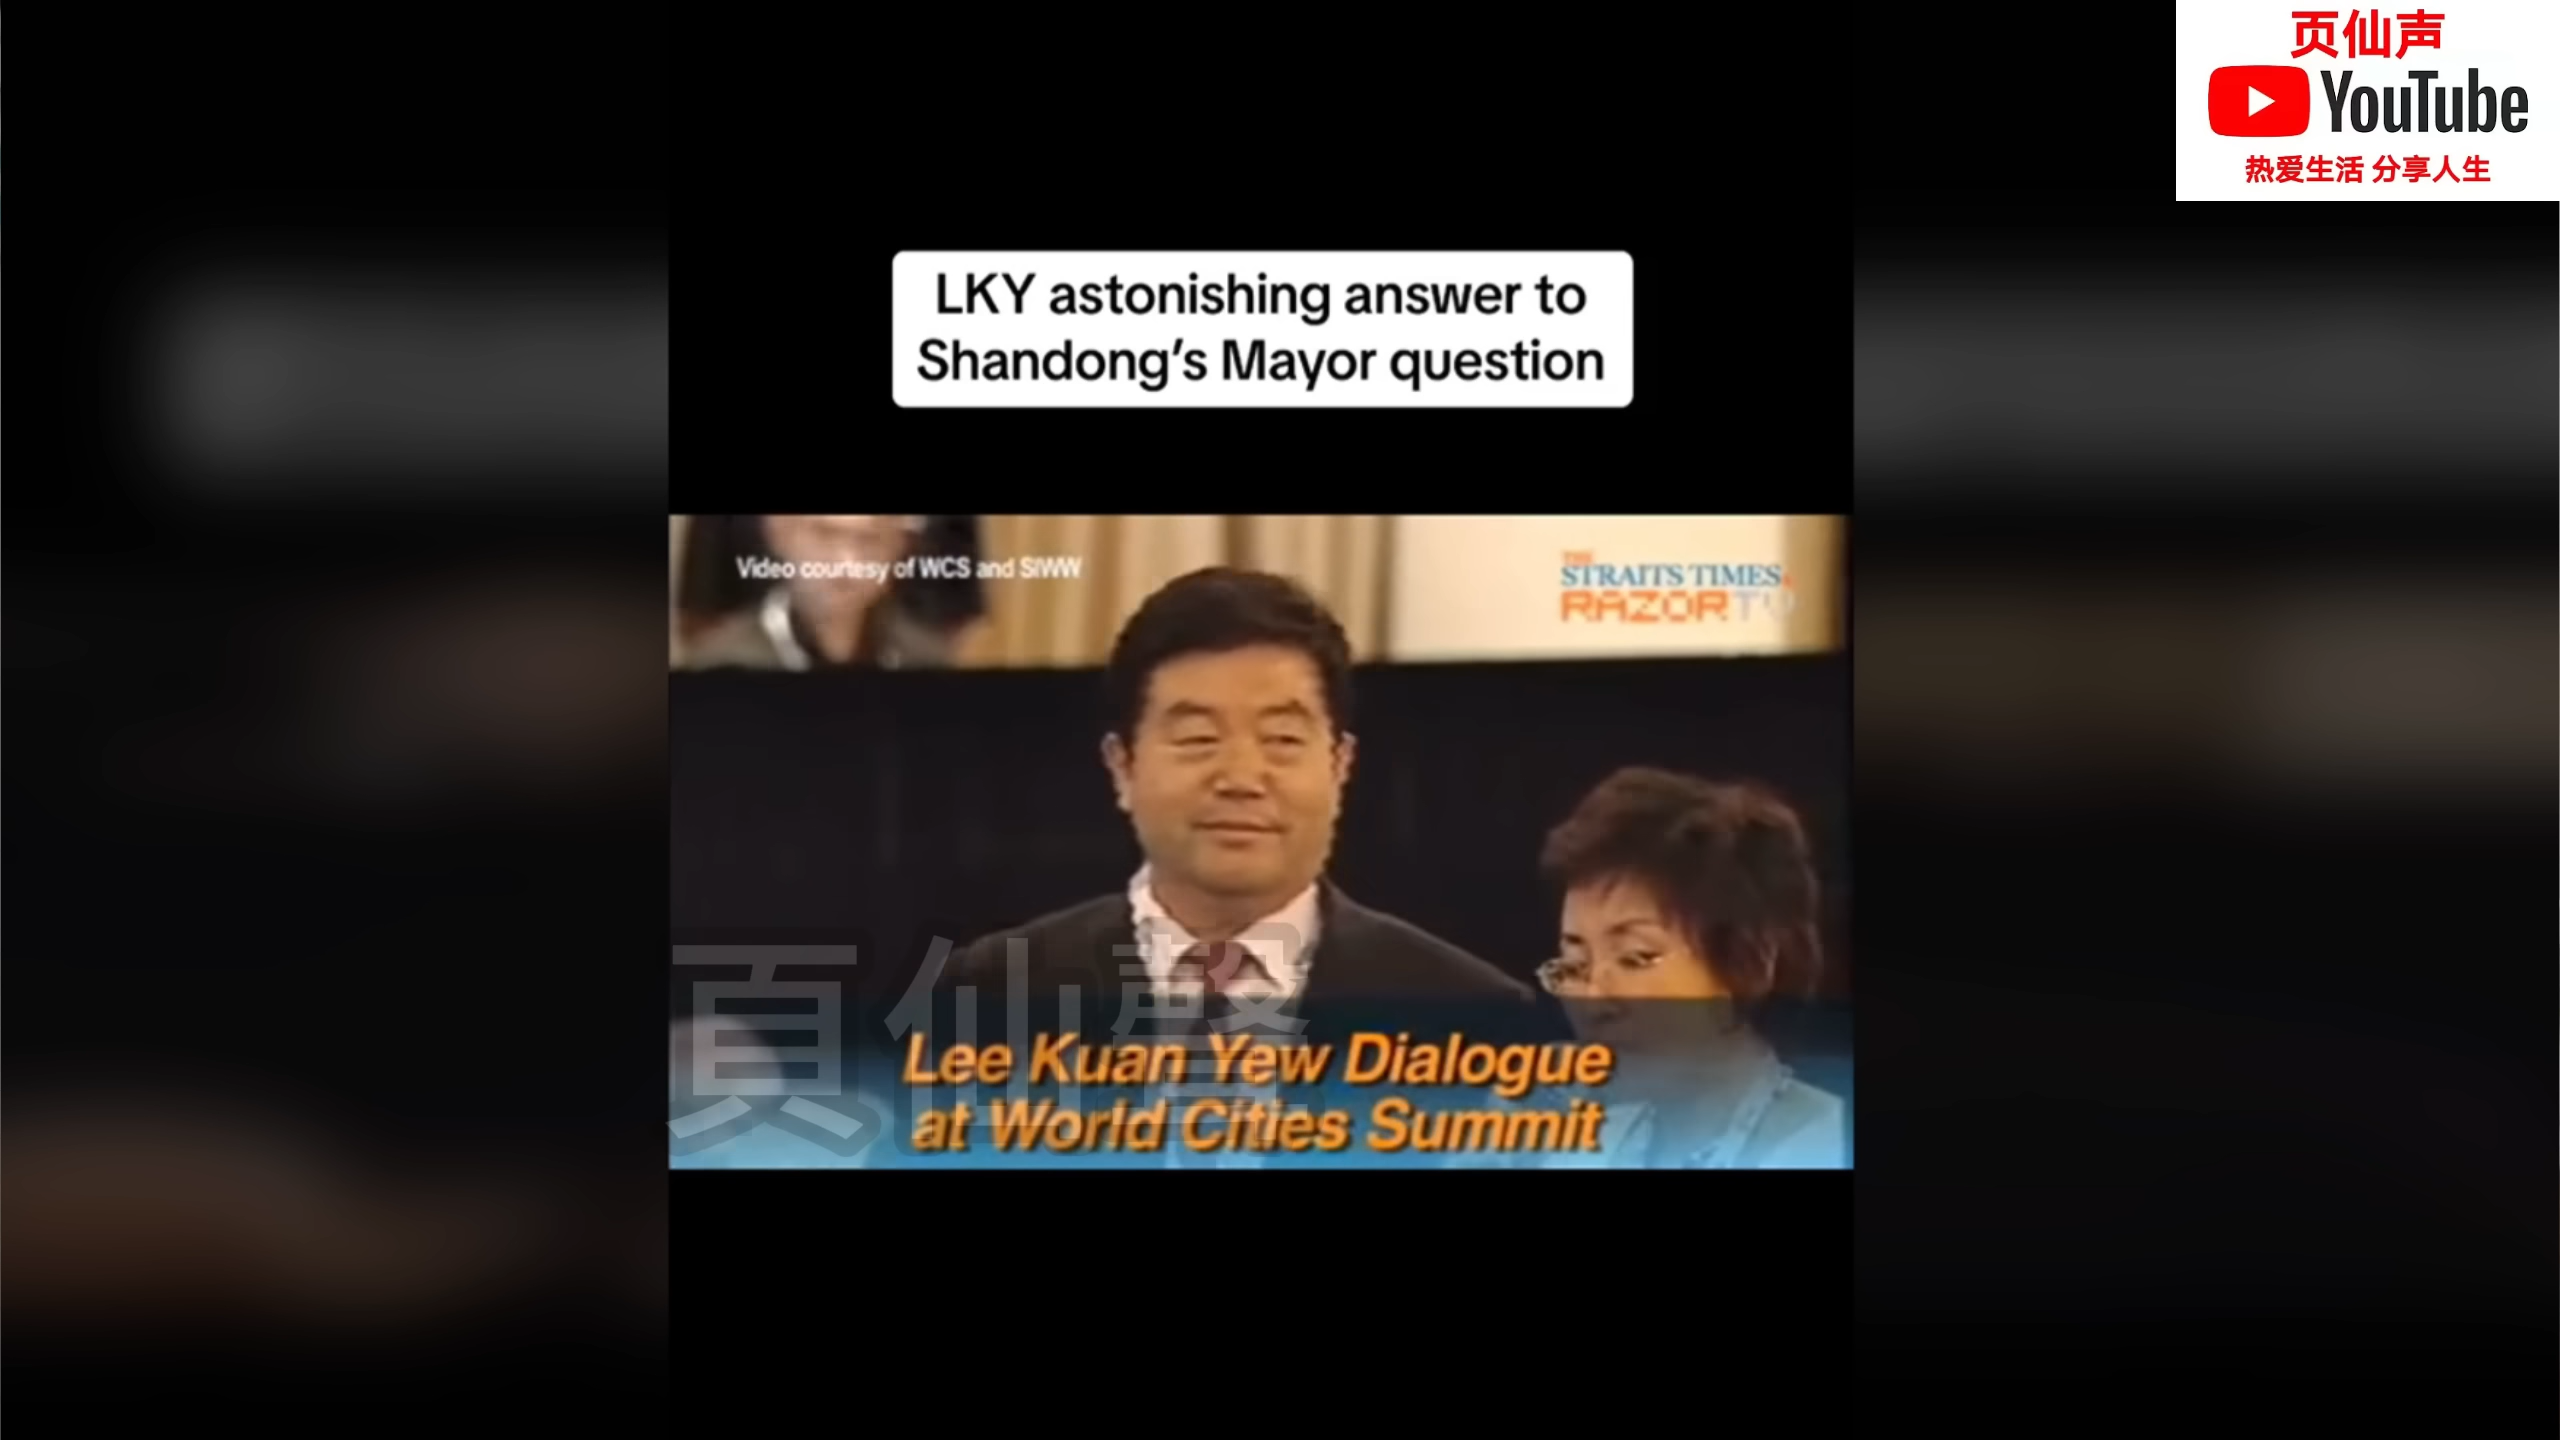 页仙声
YouTube
热爱生活 分享人生
LKY astonishing answer to
Shandong's Mayor question
Video courtesy of WCS and SIWW
THE
STRAITS TIMES
RAZORTV
頁仙聲
Lee Kuan Yew Dialogue
at World Cities Summit